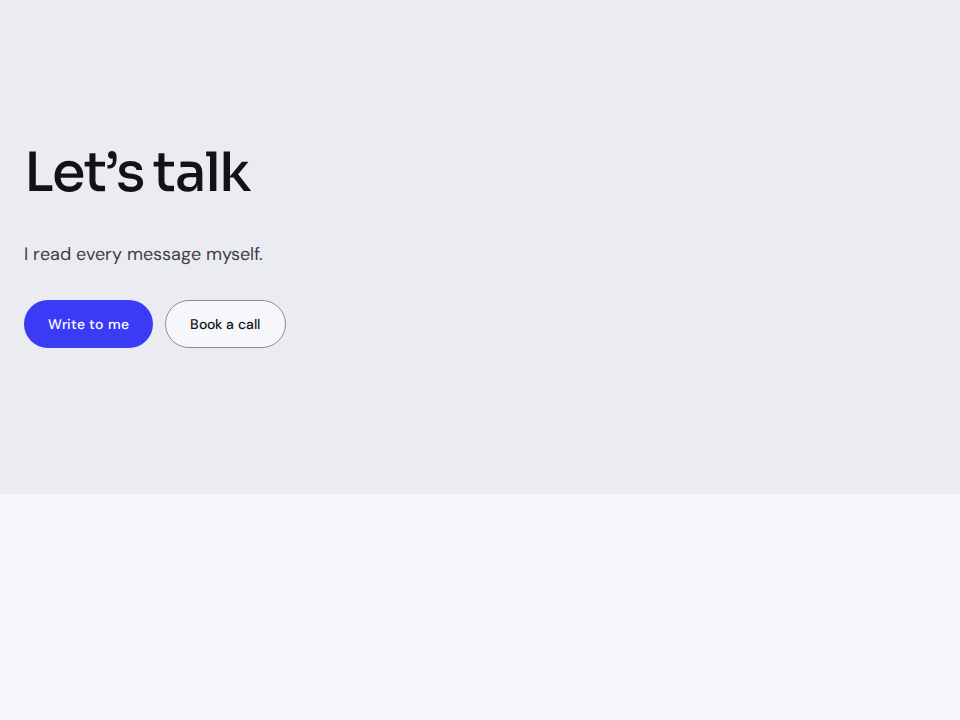 Let’s talk
I read every message myself.
Write to me
Book a call